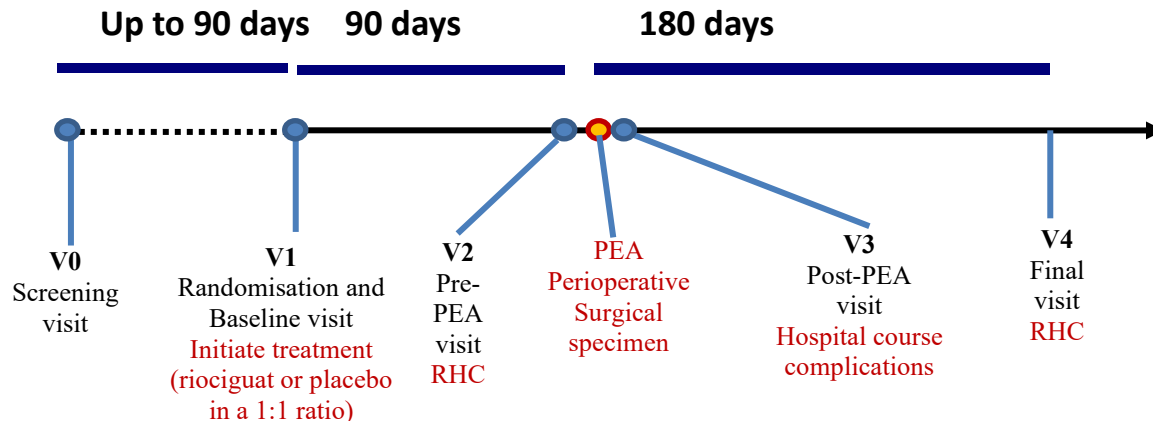 Up to 90 days
90 days
180 days
V0
Screening
visit
V1
Randomisation and
Baseline visit
Initiate treatment
(riociguat or placebo
in a 1:1 ratio)
V2
Pre-
PEA
visit
RHC
PEA
Perioperative
Surgical
specimen
V3
Post-PEA
visit
Hospital course
complications
V4
Final
visit
RHC